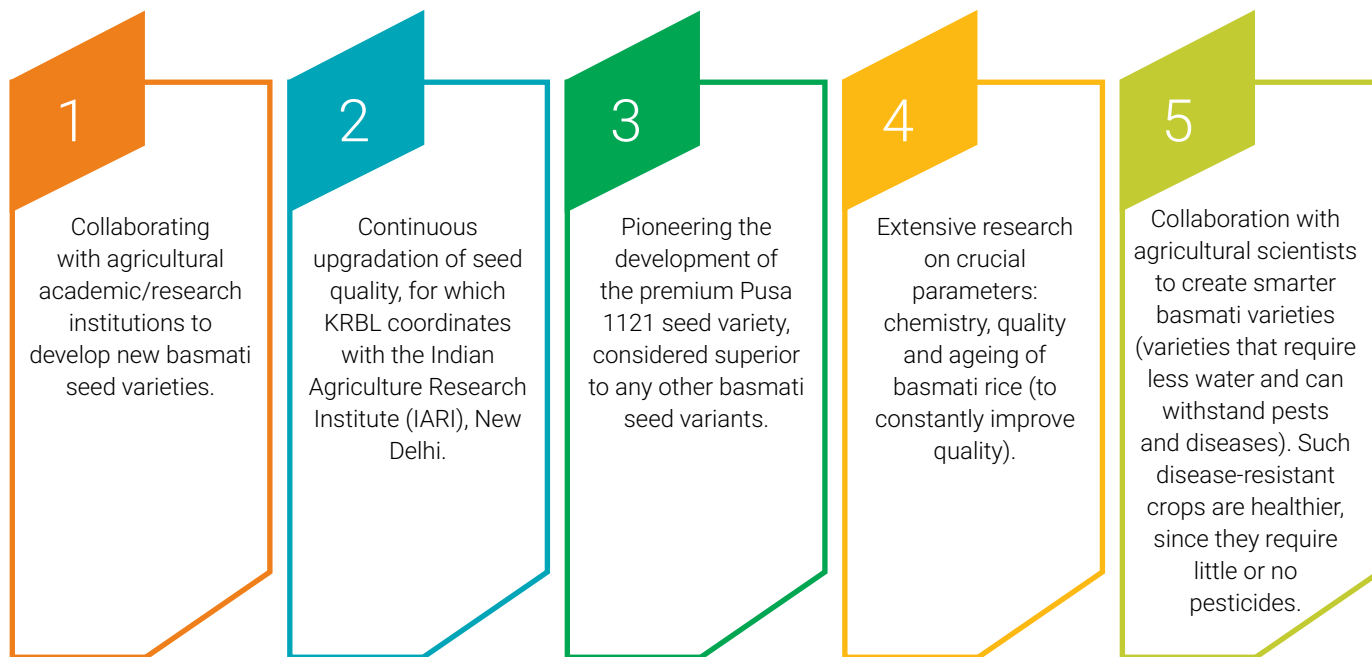 1
Collaborating
with agricultural
academic/research
institutions to
develop new basmati
seed varieties.
2
Continuous
upgradation of seed
quality, for which
KRBL coordinates
with the Indian
Agriculture Research
Institute (IARI), New
Delhi.
3
Pioneering the
development of
the premium Pusa
1121 seed variety,
considered superior
to any other basmati
seed variants.
4
Extensive research
on crucial
parameters:
chemistry, quality
and ageing of
basmati rice (to
constantly improve
quality).
5
Collaboration with
agricultural scientists
to create smarter
basmati varieties
(varieties that require
less water and can
withstand pests
and diseases). Such
disease-resistant
crops are healthier,
since they require
little or no
pesticides.